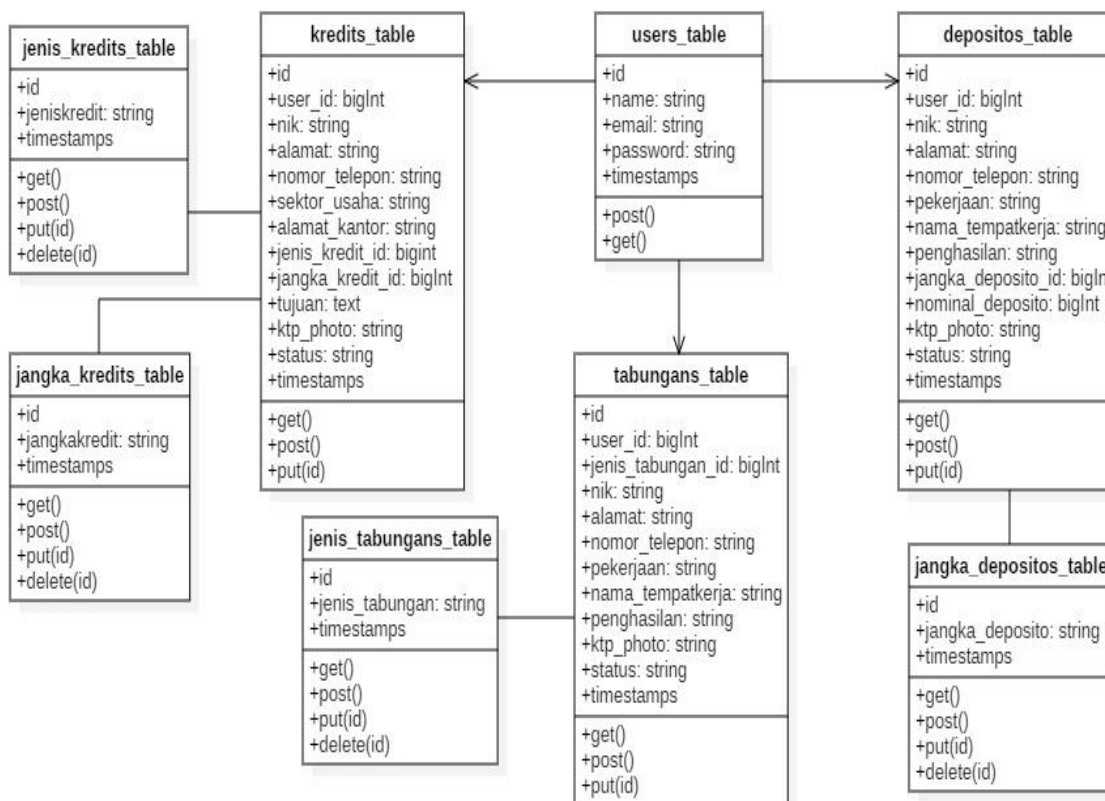 jenis_kredits_table
+id
+jeniskredit: string
+timestamps
+get()
+post()
+put(id)
+delete(id)
kredits_table
+id
+user_id: bigInt
+nik: string
+alamat: string
+nomor_telepon: string
+sektor_usaha: string
+alamat_kantor: string
+jenis_kredit_id: bigint
+jangka_kredit_id: bigInt
+tujuan: text
+ktp_photo: string
+status: string
+timestamps
+get()
+post()
+put(id)
users_table
+id
+name: string
+email: string
+password: string
+timestamps
+post()
+get()
depositos_table
+id
+user_id: bigInt
+nik: string
+alamat: string
+nomor_telepon: string
+pekerjaan: string
+nama_tempatkerja: string
+penghasilan: string
+jangka_deposito_id: bigInt
+nominal_deposito: bigInt
+ktp_photo: string
+status: string
+timestamps
+get()
+post()
+put(id)
jangka_kredits_table
+id
+jangkakredit: string
+timestamps
+get()
+post()
+put(id)
+delete(id)
tabungans_table
+id
+user_id: bigInt
+jenis_tabungan_id: bigInt
+nik: string
+alamat: string
+nomor_telepon: string
+pekerjaan: string
+nama_tempatkerja: string
+penghasilan: string
+ktp_photo: string
+status: string
+timestamps
+get()
+post()
+put(id)
jenis_tabungans_table
+id
+jenis_tabungan: string
+timestamps
+get()
+post()
+put(id)
+delete(id)
jangka_depositos_table
+id
+jangka_deposito: string
+timestamps
+get()
+post()
+put(id)
+delete(id)